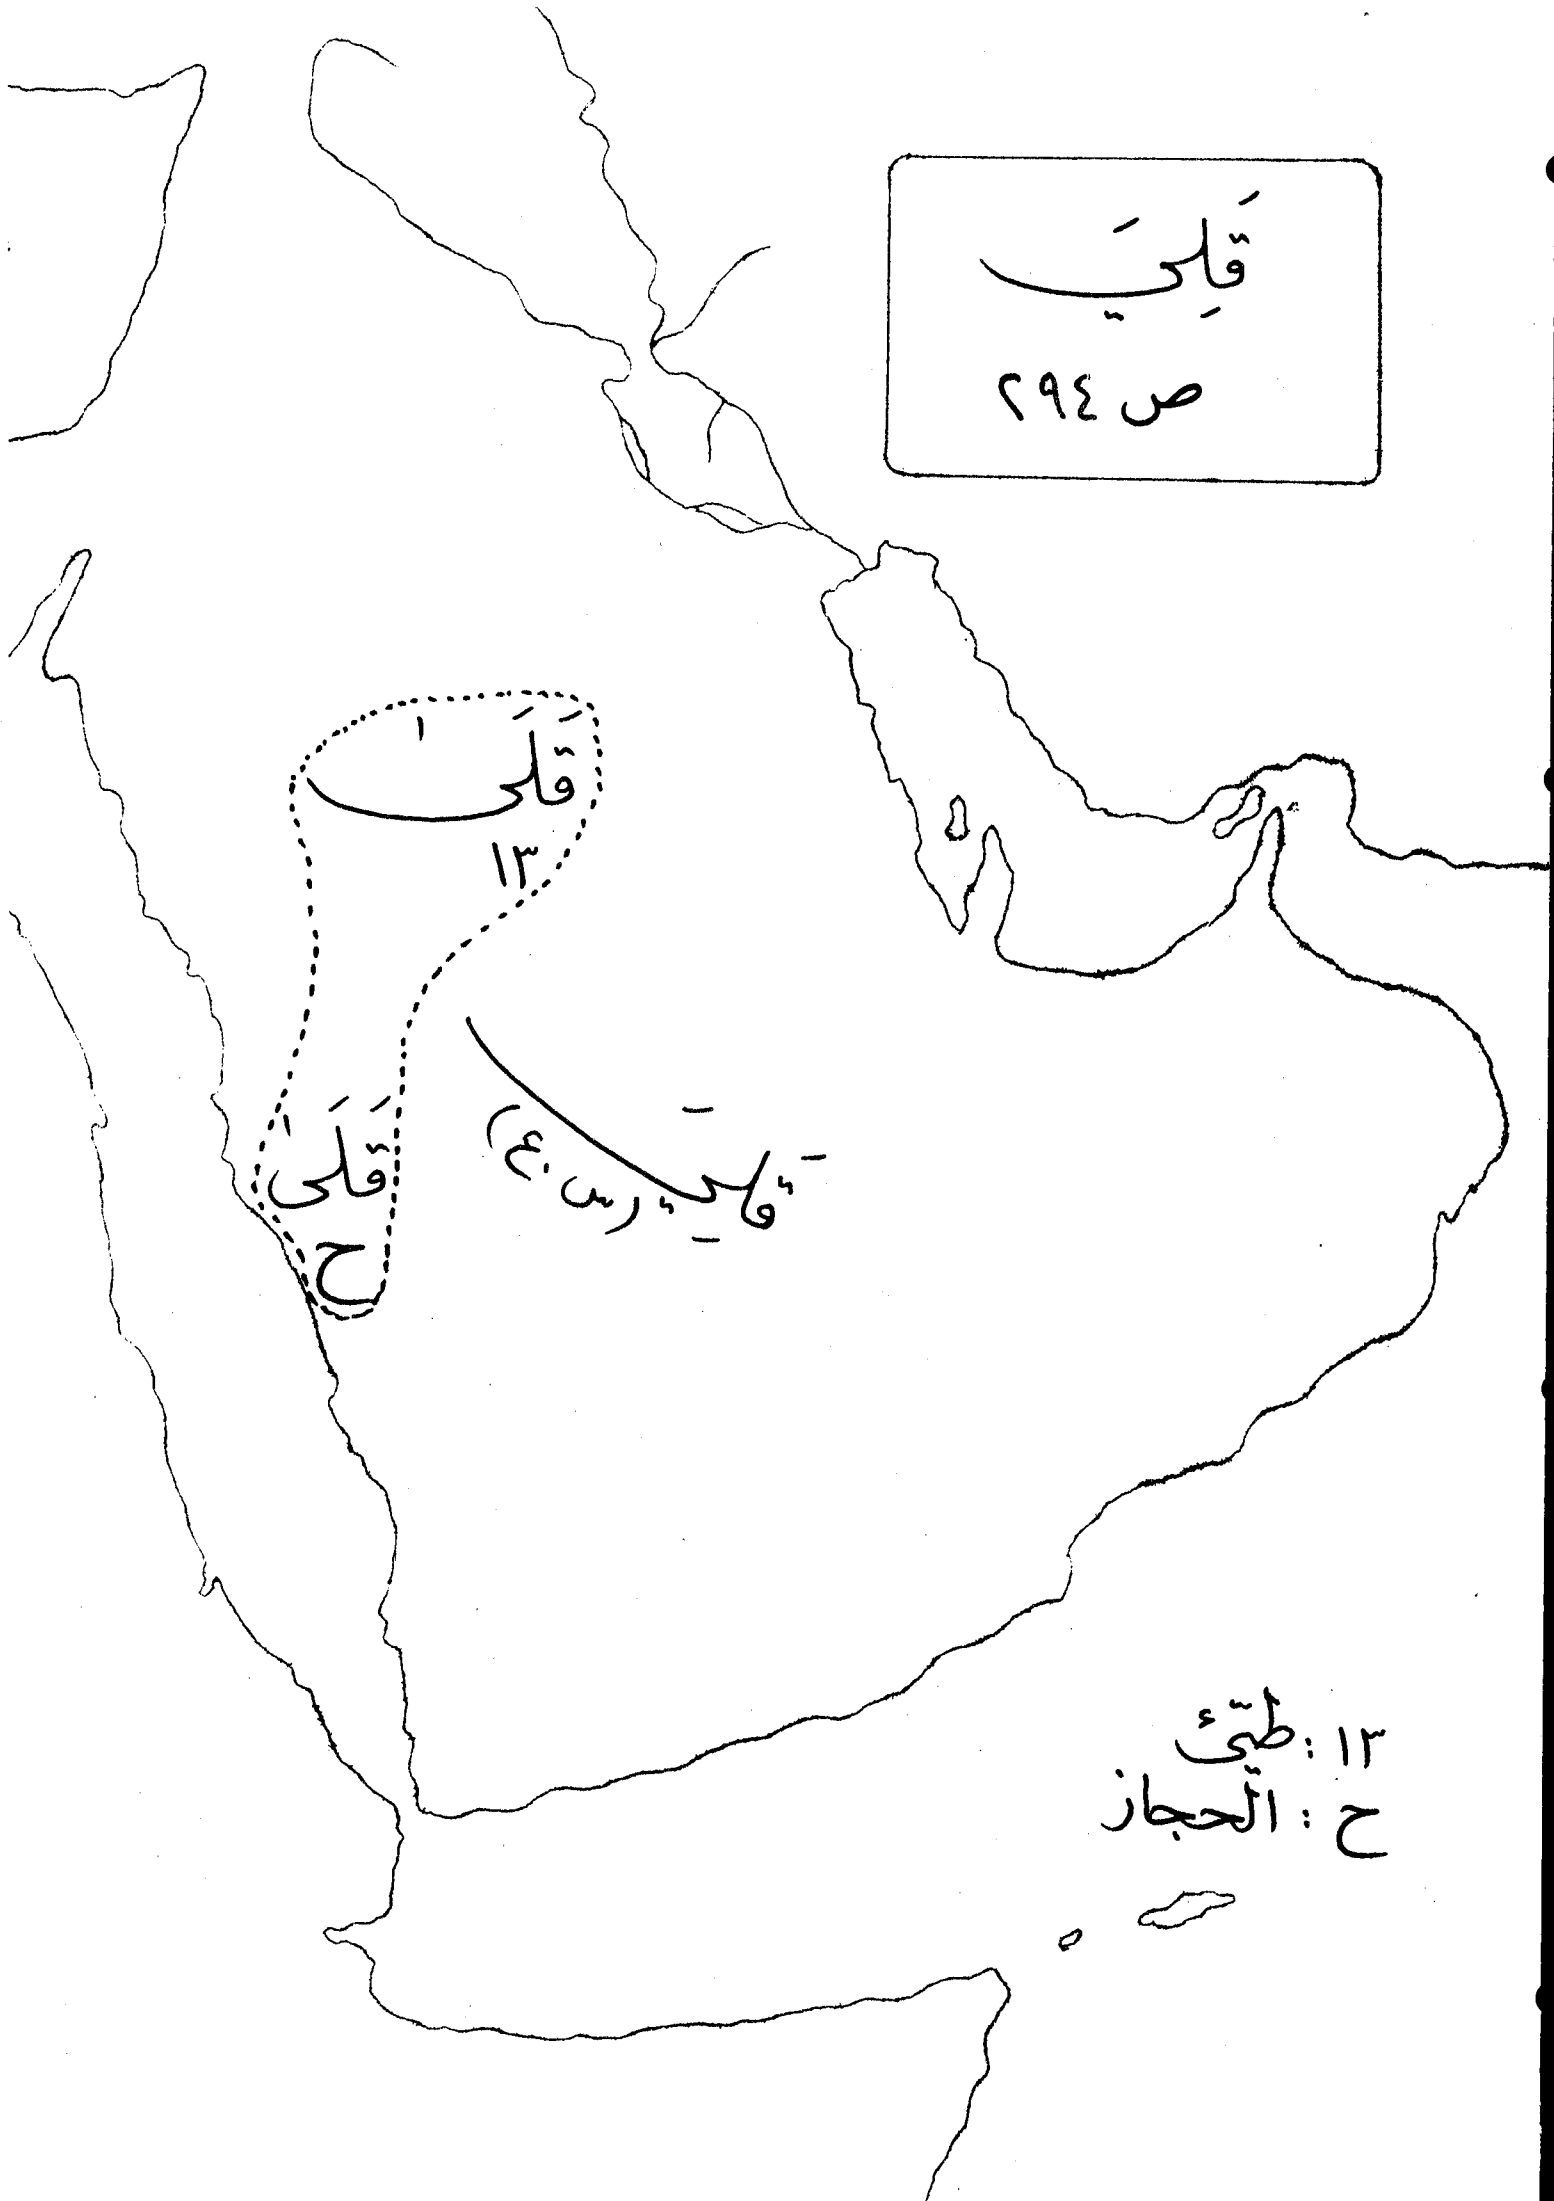 قَلِيَ
ص ٢٩٤
قَلَىٰ
١٣
قَلِيَ (س.ع)
قَلَىٰ
ح
١٣ : طيّئ
ح : الحجاز